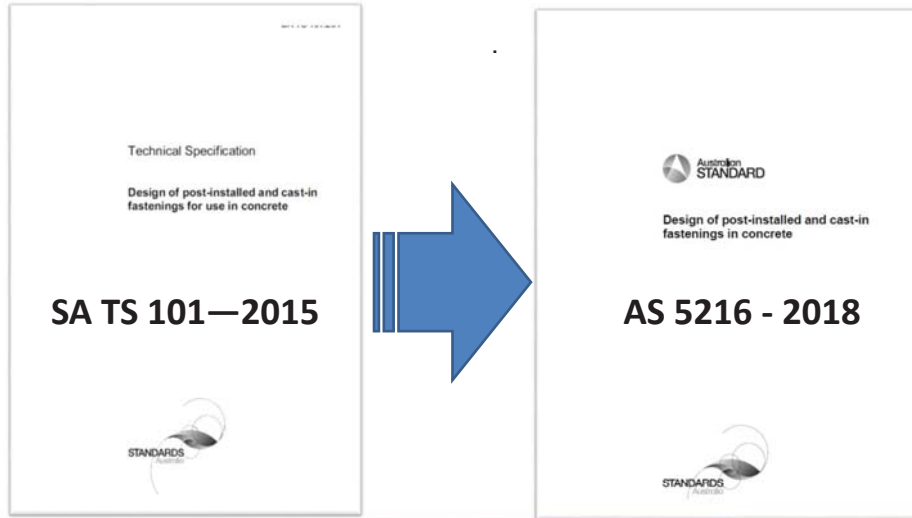 Technical Specification
Design of post-installed and cast-in
fastenings for use in concrete
SA TS 101—2015
STANDARDS
Australia
Australian
STANDARD
Design of post-installed and cast-in
fastenings in concrete
AS 5216 - 2018
STANDARDS
Australia